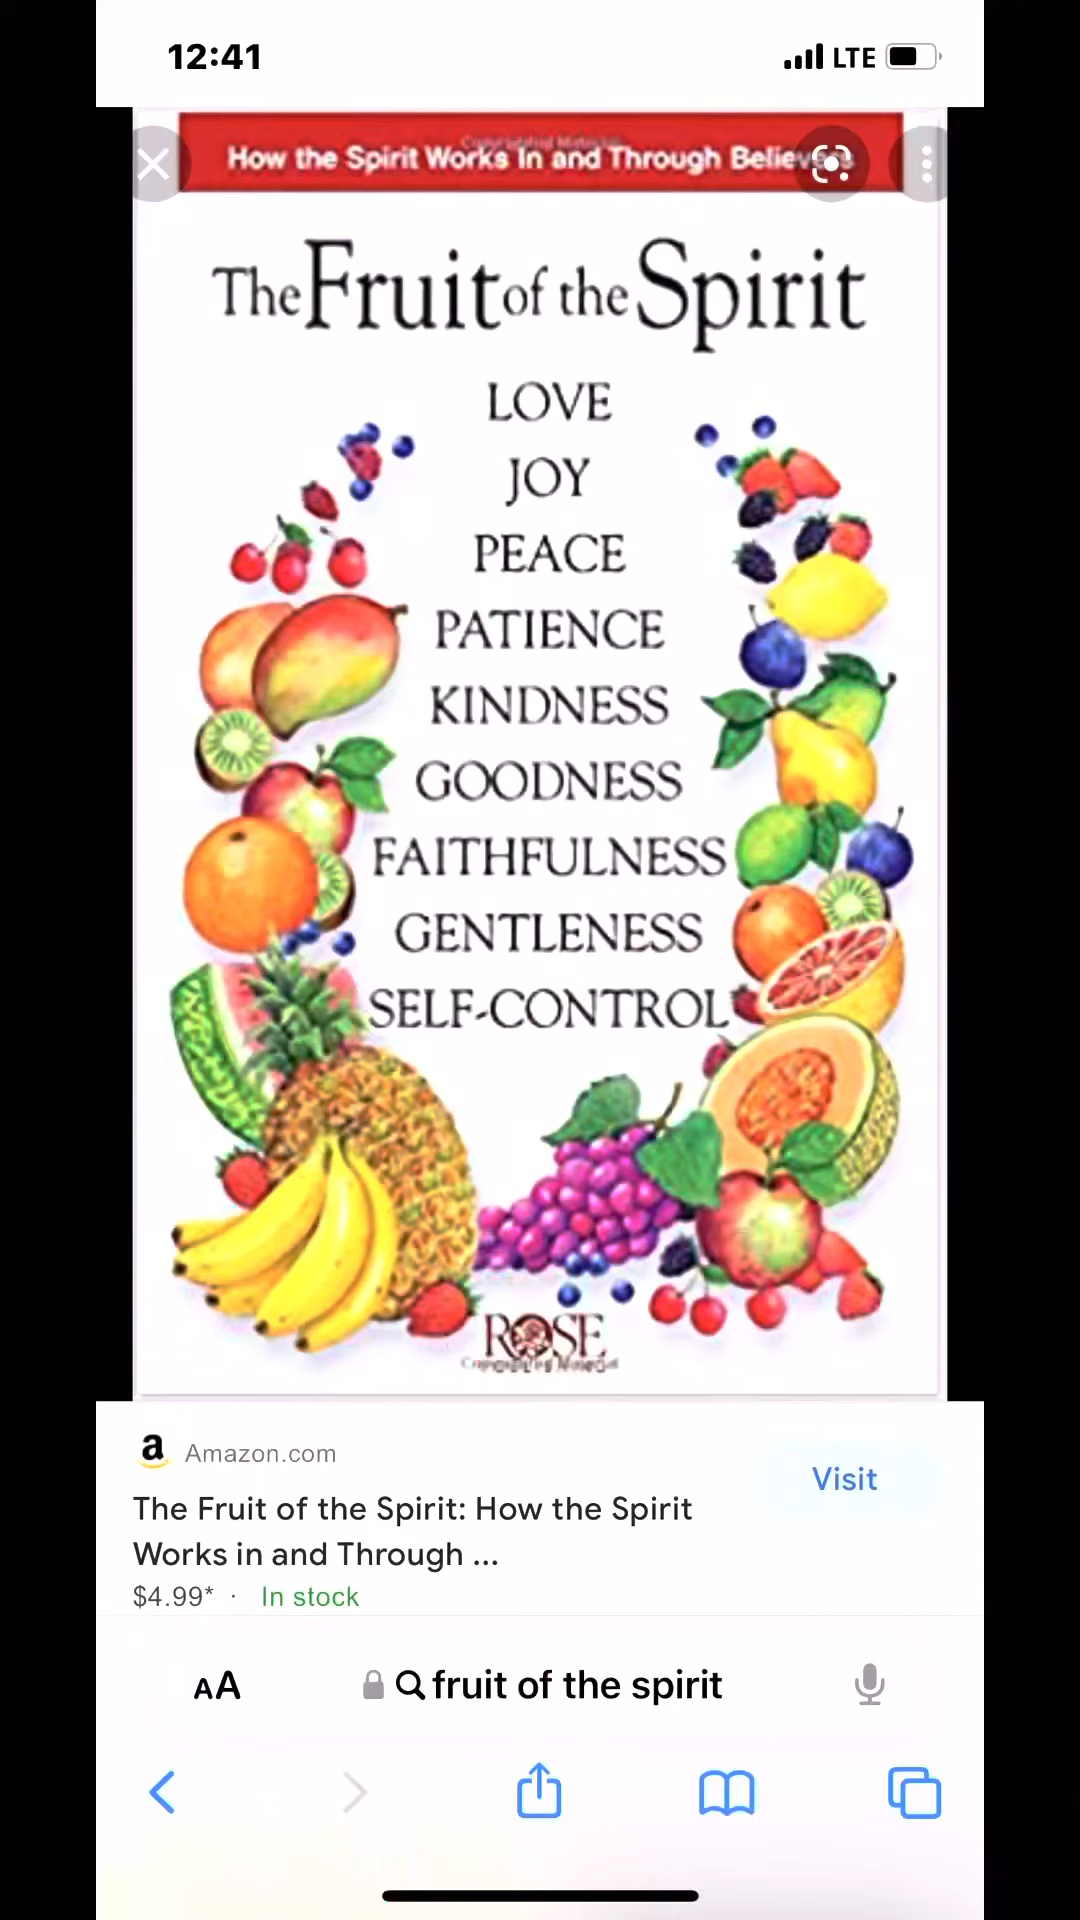 12:41
LTE
How the Spirit Works In and Through
The Fruit of the Spirit
LOVE
JOY
PEACE
PATIENCE
KINDNESS
GOODNESS
FAITHFULNESS
GENTLENESS
SELF-CONTROL
ROSE
Copyrighted Material
a Amazon.com
Visit
The Fruit of the Spirit: How the Spirit
Works in and Through ...
$4.99* · In stock
AA fruit of the spirit